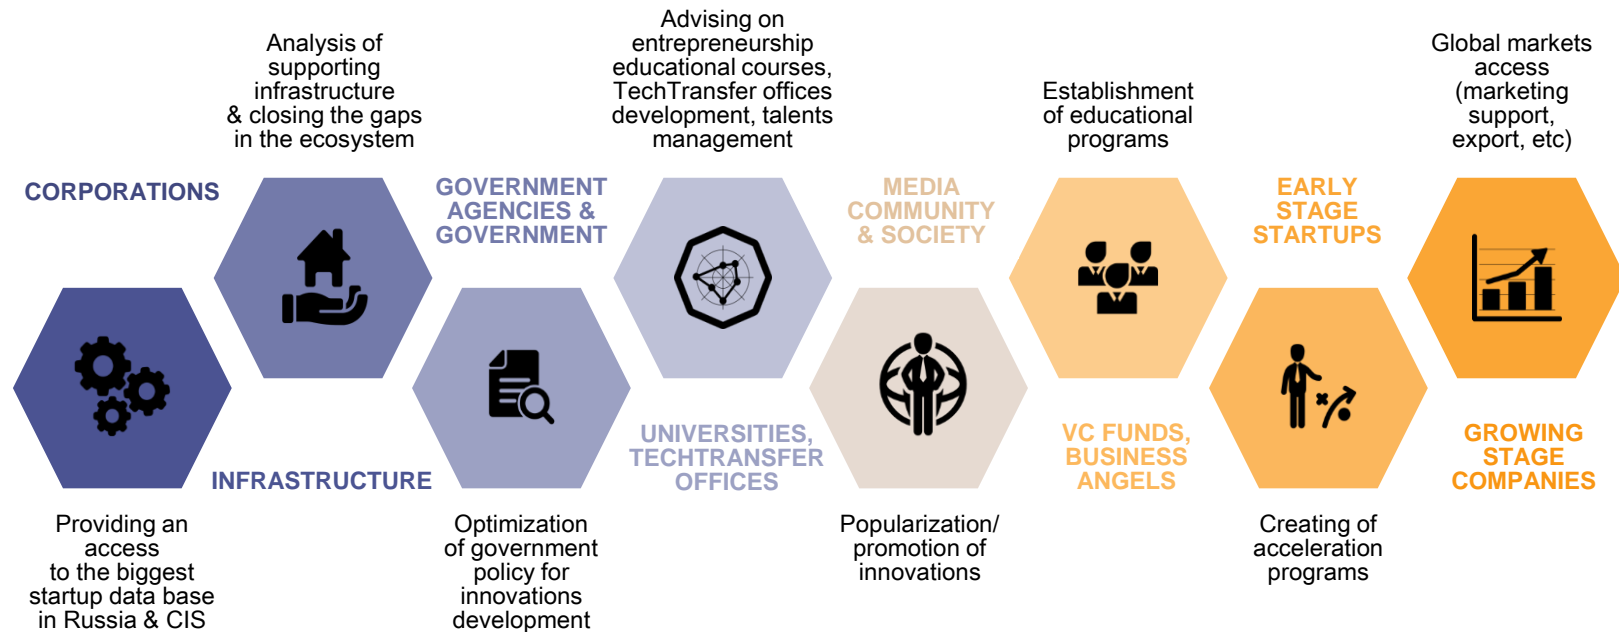 CORPORATIONS
Providing an
access
to the biggest
startup data base
in Russia & CIS
Analysis of
supporting
infrastructure
& closing the gaps
in the ecosystem
INFRASTRUCTURE
GOVERNMENT
AGENCIES &
GOVERNMENT
Optimization
of government
policy for
innovations
development
Advising on
entrepreneurship
educational courses,
TechTransfer offices
development, talents
management
UNIVERSITIES,
TECHTRANSFER
OFFICES
MEDIA
COMMUNITY
& SOCIETY
Popularization/
promotion of
innovations
Establishment
of educational
programs
VC FUNDS,
BUSINESS
ANGELS
EARLY
STAGE
STARTUPS
Creating of
acceleration
programs
Global markets
access
(marketing
support,
export, etc)
GROWING
STAGE
COMPANIES